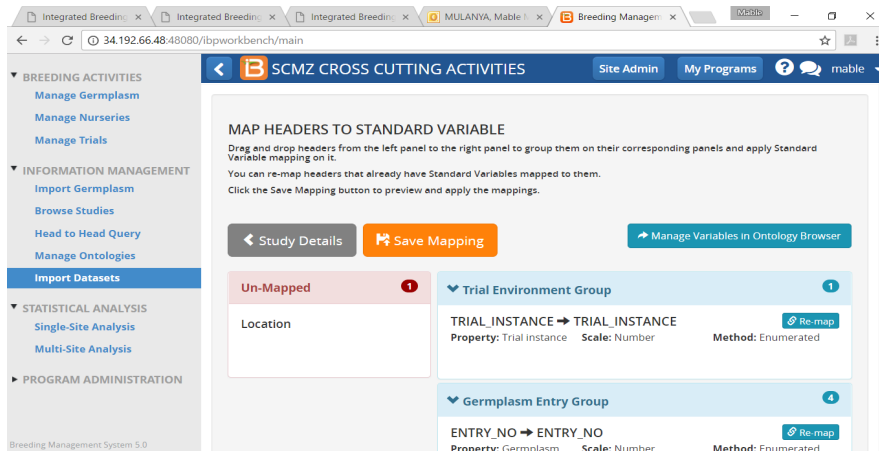 Integrated Breeding
Integrated Breeding
Integrated Breeding
MULANYA, Mable
Breeding Managem
Mable
34.192.66.48:48080/ibpworkbench/main
BREEDING ACTIVITIES
Manage Germplasm
Manage Nurseries
Manage Trials
INFORMATION MANAGEMENT
Import Germplasm
Browse Studies
Head to Head Query
Manage Ontologies
Import Datasets
STATISTICAL ANALYSIS
Single-Site Analysis
Multi-Site Analysis
PROGRAM ADMINISTRATION
Breeding Management System 5.0
SCMZ CROSS CUTTING ACTIVITIES
Site Admin
My Programs
mable
MAP HEADERS TO STANDARD VARIABLE
Drag and drop headers from the left panel to the right panel to group them on their corresponding panels and apply Standard
Variable mapping on it.
You can re-map headers that already have Standard Variables mapped to them.
Click the Save Mapping button to preview and apply the mappings.
Study Details
Save Mapping
Manage Variables in Ontology Browser
Un-Mapped 1
Location
Trial Environment Group 1
TRIAL_INSTANCE → TRIAL_INSTANCE Re-map
Property: Trial instance Scale: Number Method: Enumerated
Germplasm Entry Group 4
ENTRY_NO → ENTRY_NO Re-map
Property: Germplasm Scale: Number Method: Enumerated